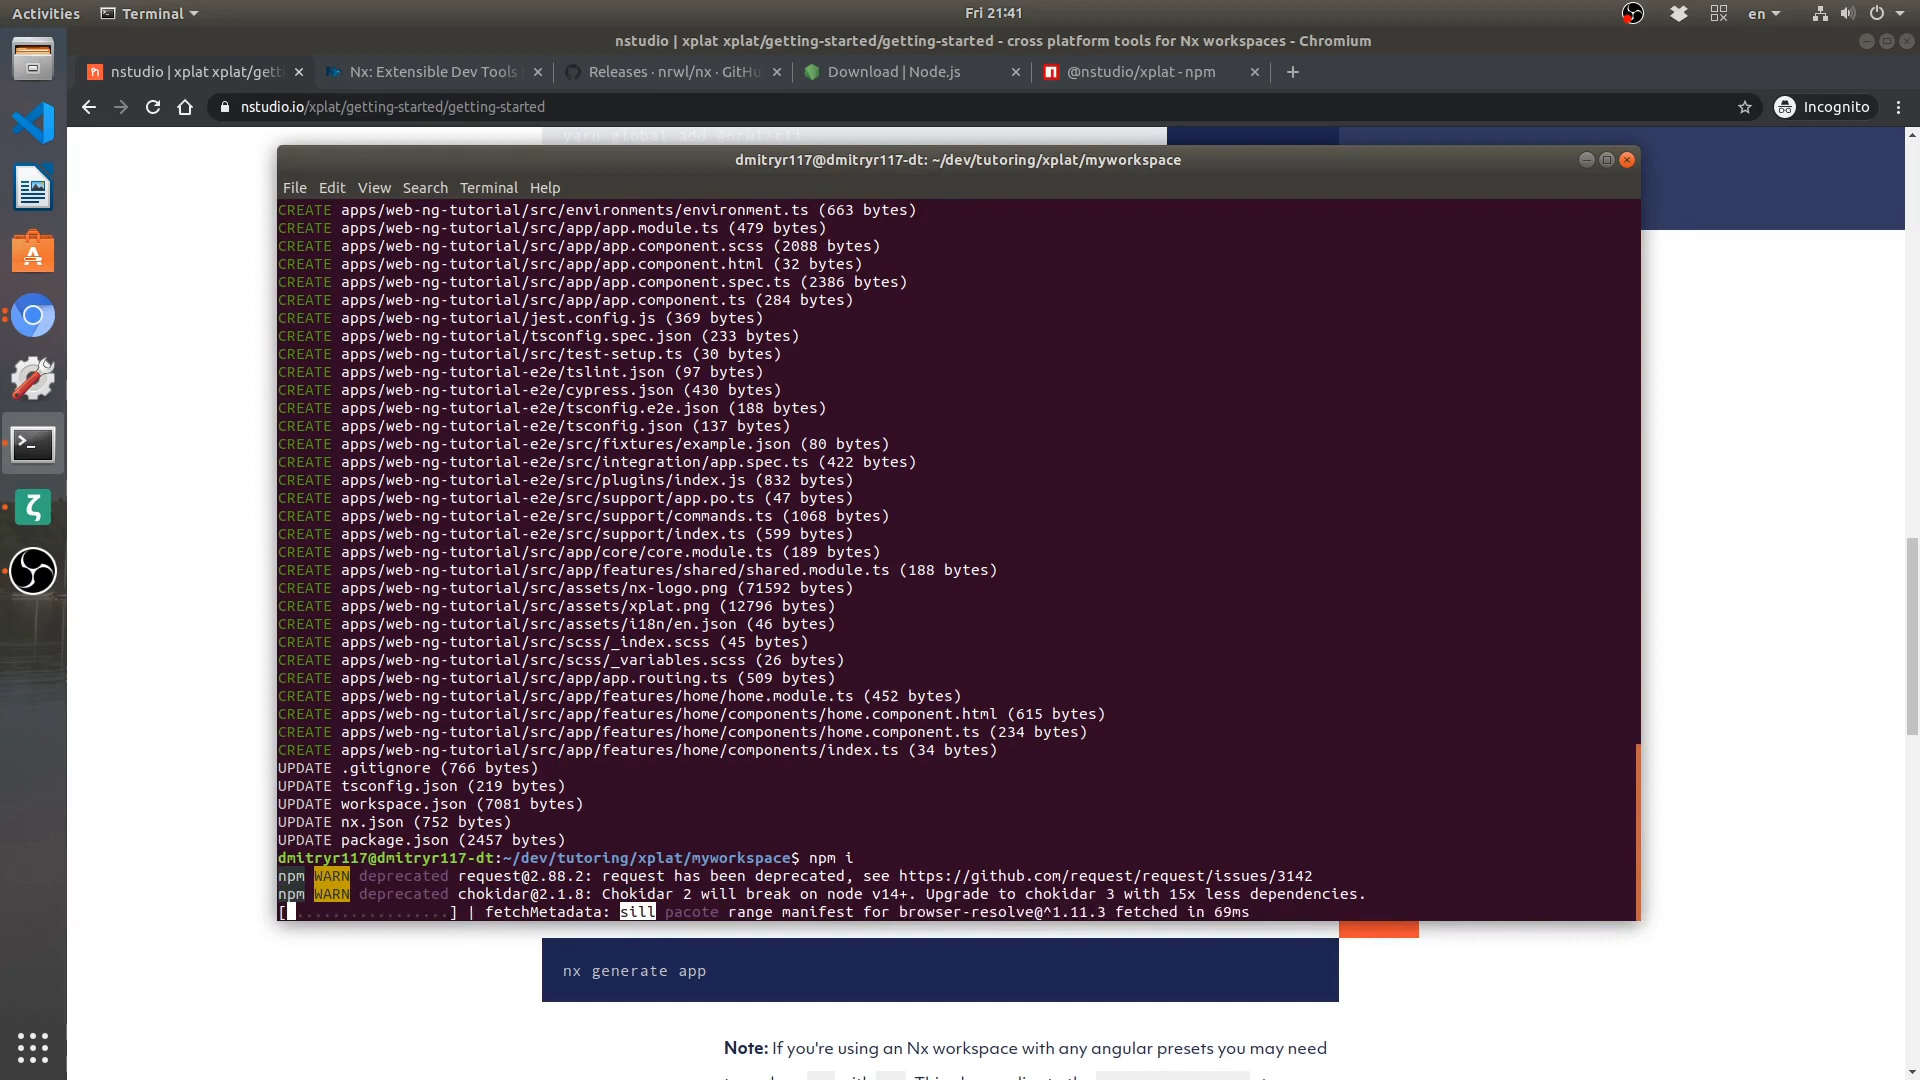 Activities
Terminal
Fri 21:41
en
nstudio | xplat xplat/getting-started/getting-started - cross platform tools for Nx workspaces - Chromium
nstudio | xplat xplat/gett
Nx: Extensible Dev Tools
Releases · nrwl/nx · GitHu
Download | Node.js
@nstudio/xplat - npm
nstudio.io/xplat/getting-started/getting-started
Incognito
yarn global add @nrwl/cli
dmitryr117@dmitryr117-dt: ~/dev/tutoring/xplat/myworkspace
File Edit View Search Terminal Help
CREATE apps/web-ng-tutorial/src/environments/environment.ts (663 bytes)
CREATE apps/web-ng-tutorial/src/app/app.module.ts (479 bytes)
CREATE apps/web-ng-tutorial/src/app/app.component.scss (2088 bytes)
CREATE apps/web-ng-tutorial/src/app/app.component.html (32 bytes)
CREATE apps/web-ng-tutorial/src/app/app.component.spec.ts (2386 bytes)
CREATE apps/web-ng-tutorial/src/app/app.component.ts (284 bytes)
CREATE apps/web-ng-tutorial/jest.config.js (369 bytes)
CREATE apps/web-ng-tutorial/tsconfig.spec.json (233 bytes)
CREATE apps/web-ng-tutorial/src/test-setup.ts (30 bytes)
CREATE apps/web-ng-tutorial-e2e/tslint.json (97 bytes)
CREATE apps/web-ng-tutorial-e2e/cypress.json (430 bytes)
CREATE apps/web-ng-tutorial-e2e/tsconfig.e2e.json (188 bytes)
CREATE apps/web-ng-tutorial-e2e/tsconfig.json (137 bytes)
CREATE apps/web-ng-tutorial-e2e/src/fixtures/example.json (80 bytes)
CREATE apps/web-ng-tutorial-e2e/src/integration/app.spec.ts (422 bytes)
CREATE apps/web-ng-tutorial-e2e/src/plugins/index.js (832 bytes)
CREATE apps/web-ng-tutorial-e2e/src/support/app.po.ts (47 bytes)
CREATE apps/web-ng-tutorial-e2e/src/support/commands.ts (1068 bytes)
CREATE apps/web-ng-tutorial-e2e/src/support/index.ts (599 bytes)
CREATE apps/web-ng-tutorial/src/app/core/core.module.ts (189 bytes)
CREATE apps/web-ng-tutorial/src/app/features/shared/shared.module.ts (188 bytes)
CREATE apps/web-ng-tutorial/src/assets/nx-logo.png (71592 bytes)
CREATE apps/web-ng-tutorial/src/assets/xplat.png (12796 bytes)
CREATE apps/web-ng-tutorial/src/assets/i18n/en.json (46 bytes)
CREATE apps/web-ng-tutorial/src/scss/_index.scss (45 bytes)
CREATE apps/web-ng-tutorial/src/scss/_variables.scss (26 bytes)
CREATE apps/web-ng-tutorial/src/app/app.routing.ts (509 bytes)
CREATE apps/web-ng-tutorial/src/app/features/home/home.module.ts (452 bytes)
CREATE apps/web-ng-tutorial/src/app/features/home/components/home.component.html (615 bytes)
CREATE apps/web-ng-tutorial/src/app/features/home/components/home.component.ts (234 bytes)
CREATE apps/web-ng-tutorial/src/app/features/home/components/index.ts (34 bytes)
UPDATE .gitignore (766 bytes)
UPDATE tsconfig.json (219 bytes)
UPDATE workspace.json (7081 bytes)
UPDATE nx.json (752 bytes)
UPDATE package.json (2457 bytes)
dmitryr117@dmitryr117-dt:~/dev/tutoring/xplat/myworkspace$ npm i
npm WARN deprecated request@2.88.2: request has been deprecated, see https://github.com/request/request/issues/3142
npm WARN deprecated chokidar@2.1.8: Chokidar 2 will break on node v14+. Upgrade to chokidar 3 with 15x less dependencies.
[ .................] | fetchMetadata: sill pacote range manifest for browser-resolve@^1.11.3 fetched in 69ms
nx generate app
Note: If you're using an Nx workspace with any angular presets you may need